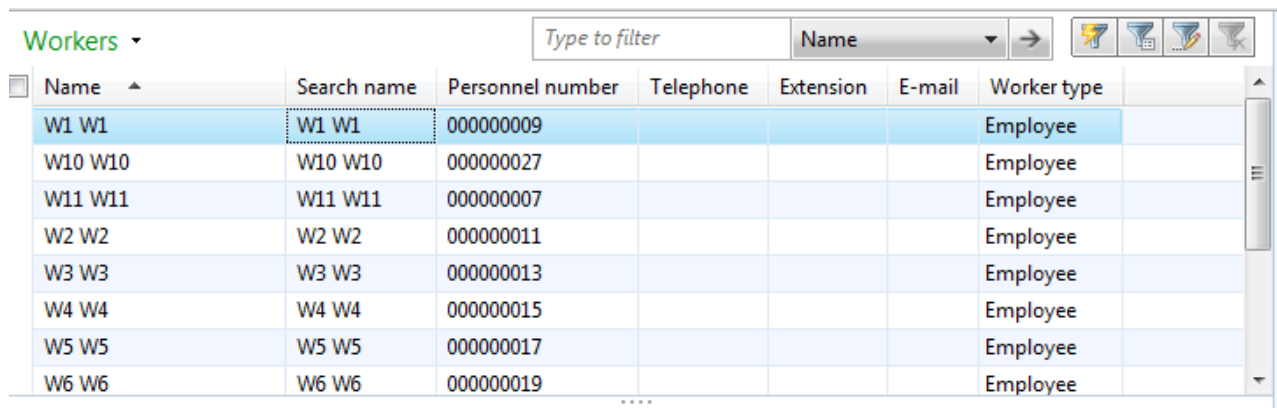 Workers Type to filter Name
Name Search name Personnel number Telephone Extension E-mail Worker type
W1 W1 W1 W1 000000009 Employee
W10 W10 W10 W10 000000027 Employee
W11 W11 W11 W11 000000007 Employee
W2 W2 W2 W2 000000011 Employee
W3 W3 W3 W3 000000013 Employee
W4 W4 W4 W4 000000015 Employee
W5 W5 W5 W5 000000017 Employee
W6 W6 W6 W6 000000019 Employee